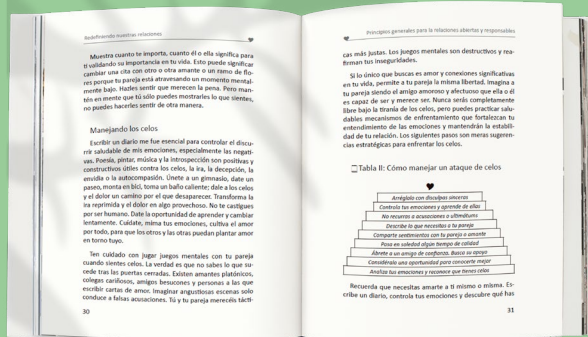 Redefiniendo nuestras relaciones
Muestra cuanto te importa, cuánto él o ella significa para
ti validando su importancia en tu vida. Esto puede significar
cambiar una cita con otro u otra amante o un ramo de flo-
res porque tu pareja está atravesando un momento mental-
mente bajo. Hazles sentir que merecen la pena. Pero man-
tén en mente que tú sólo puedes mostrarles lo que sientes,
no puedes hacerles sentir de otra manera.
Manejando los celos
Escribir un diario me fue esencial para controlar el discu-
rrir saludable de mis emociones, especialmente las negati-
vas. Poesía, pintar, música y la introspección son positivas y
constructivos útiles contra los celos, la ira, la decepción, la
envidia o la autocompasión. Únete a un gimnasio, date un
paseo, monta en bici, toma un baño caliente; dale a los celos
y el dolor un camino por el que desaparecer. Transforma la
ira reprimida y el dolor en algo provechoso. No te castigues
por ser humano. Date la oportunidad de aprender y cambiar
lentamente. Cuídate, mima tus emociones, cultiva el amor
por todo, para que los otros y las otras puedan plantar amor
en torno tuyo.
Ten cuidado con jugar juegos mentales con tu pareja
cuando sientes celos. La verdad es que no sabes lo que su-
cede tras las puertas cerradas. Existen amantes platónicos,
colegas cariñosos, amigos besucones y personas a las que
escribir cartas de amor. Imaginar angustiosas escenas solo
conduce a falsas acusaciones. Tú y tu pareja merecéis tácti-
30
Principios generales para la relaciones abiertas y responsables
cas más justas. Los juegos mentales son destructivos y rea-
firman tus inseguridades.
Si lo único que buscas es amor y conexiones significativas
en tu vida, permite a tu pareja la misma libertad. Imagina a
tu pareja siendo el amigo amoroso y afectuoso que ella o él
es capaz de ser y merece ser. Nunca serás completamente
libre bajo la tiranía de los celos, pero puedes practicar salu-
dables mecanismos de enfrentamiento que fortalezcan tu
entendimiento de las emociones y mantendrán la estabili-
dad de tu relación. Los siguientes pasos son meras sugeren-
cias estratégicas para enfrentar los celos.
Tabla II: Cómo manejar un ataque de celos
Arréglalo con disculpas sinceras
Controla tus emociones y aprende de ellas
No recurras a acusaciones o ultimátums
Describe lo que necesitas a tu pareja
Comparte sentimientos con tu pareja o amante
Pasa en soledad algún tiempo de calidad
Ábrete a un amigo de confianza. Busca su apoyo
Considéralo una oportunidad para conocerte mejor
Analiza tus emociones y reconoce que tienes celos
Recuerda que necesitas amarte a ti mismo o misma. Es-
cribe un diario, controla tus emociones y descubre qué has
31